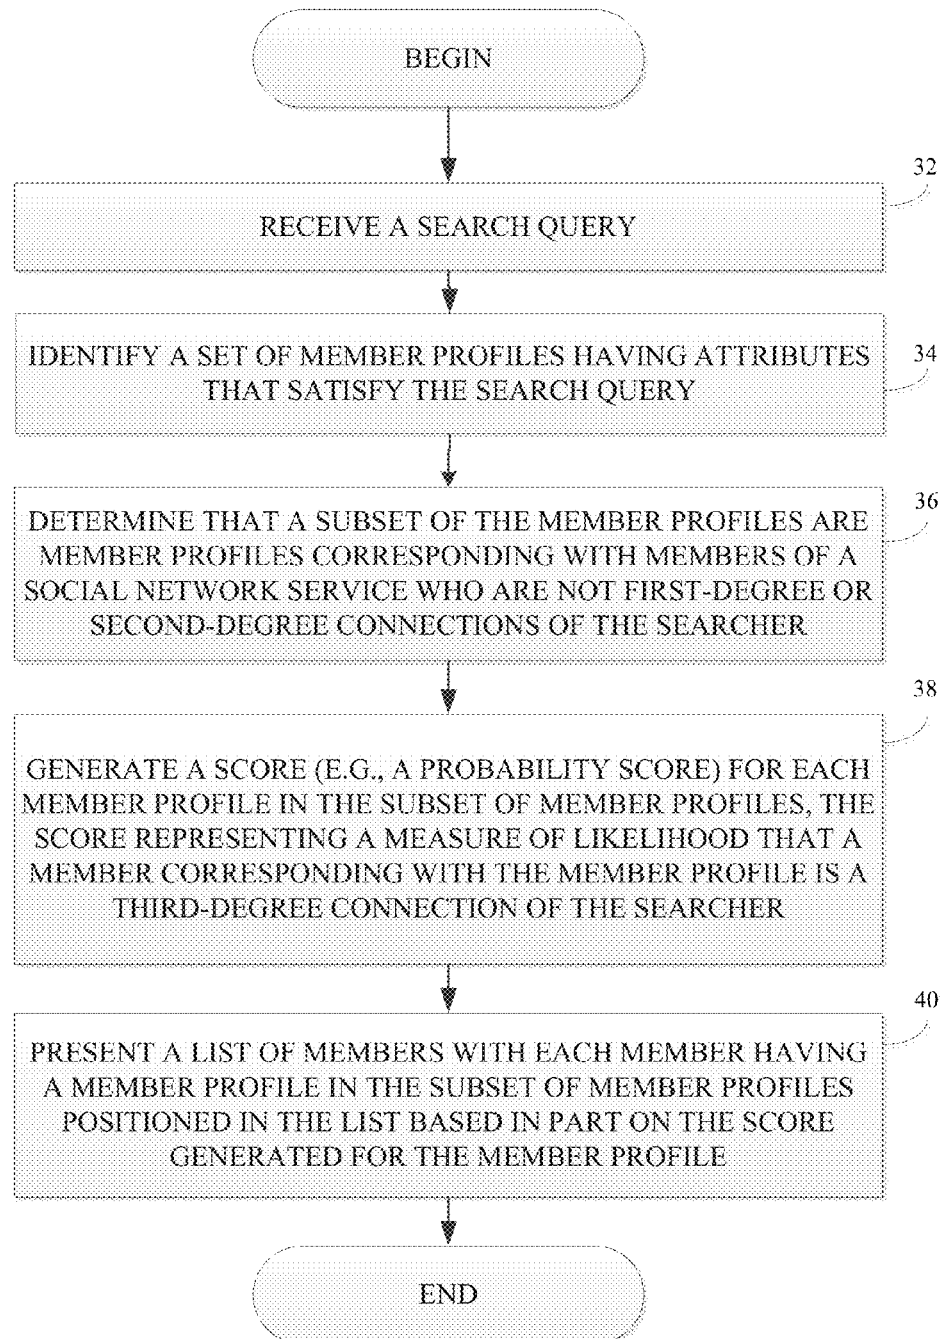 BEGIN
32
RECEIVE A SEARCH QUERY
34
IDENTIFY A SET OF MEMBER PROFILES HAVING ATTRIBUTES
THAT SATISFY THE SEARCH QUERY
36
DETERMINE THAT A SUBSET OF THE MEMBER PROFILES ARE
MEMBER PROFILES CORRESPONDING WITH MEMBERS OF A
SOCIAL NETWORK SERVICE WHO ARE NOT FIRST-DEGREE OR
SECOND-DEGREE CONNECTIONS OF THE SEARCHER
38
GENERATE A SCORE (E.G., A PROBABILITY SCORE) FOR EACH
MEMBER PROFILE IN THE SUBSET OF MEMBER PROFILES, THE
SCORE REPRESENTING A MEASURE OF LIKELIHOOD THAT A
MEMBER CORRESPONDING WITH THE MEMBER PROFILE IS A
THIRD-DEGREE CONNECTION OF THE SEARCHER
40
PRESENT A LIST OF MEMBERS WITH EACH MEMBER HAVING
A MEMBER PROFILE IN THE SUBSET OF MEMBER PROFILES
POSITIONED IN THE LIST BASED IN PART ON THE SCORE
GENERATED FOR THE MEMBER PROFILE
END